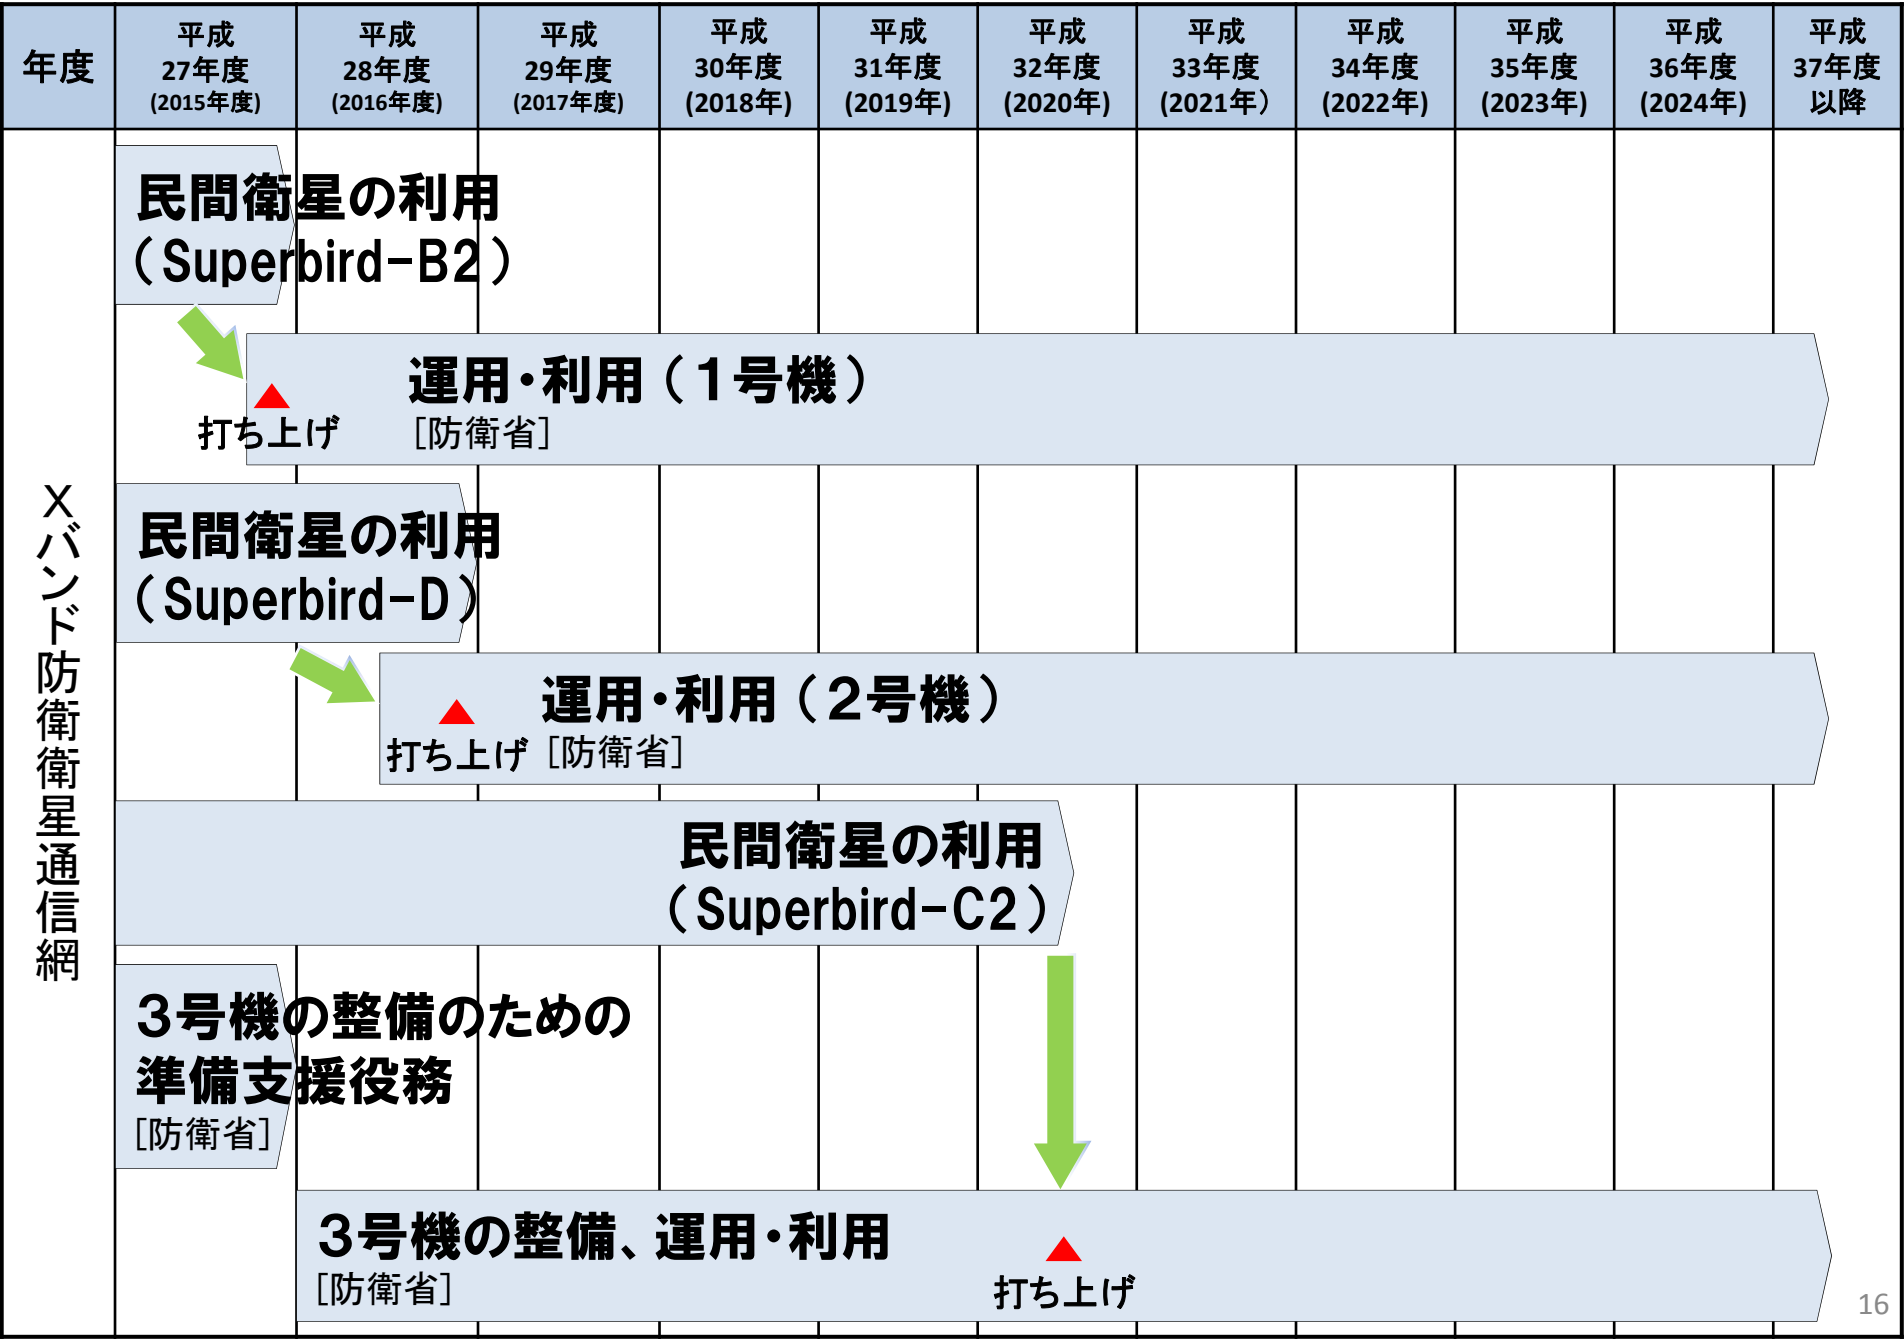 年度
平成
27年度
(2015年度)
平成
28年度
(2016年度)
平成
29年度
(2017年度)
平成
30年度
(2018年)
平成
31年度
(2019年)
平成
32年度
(2020年)
平成
33年度
(2021年）
平成
34年度
(2022年)
平成
35年度
(2023年)
平成
36年度
(2024年)
平成
37年度
以降
Xバンド防衛衛星通信網
民間衛星の利用
（Superbird−B2）
運用・利用（１号機）
打ち上げ
［防衛省］
民間衛星の利用
（Superbird−D）
運用・利用（２号機）
打ち上げ
［防衛省］
民間衛星の利用
（Superbird−C2）
３号機の整備のための
準備支援役務
［防衛省］
３号機の整備、運用・利用
［防衛省］
打ち上げ
16